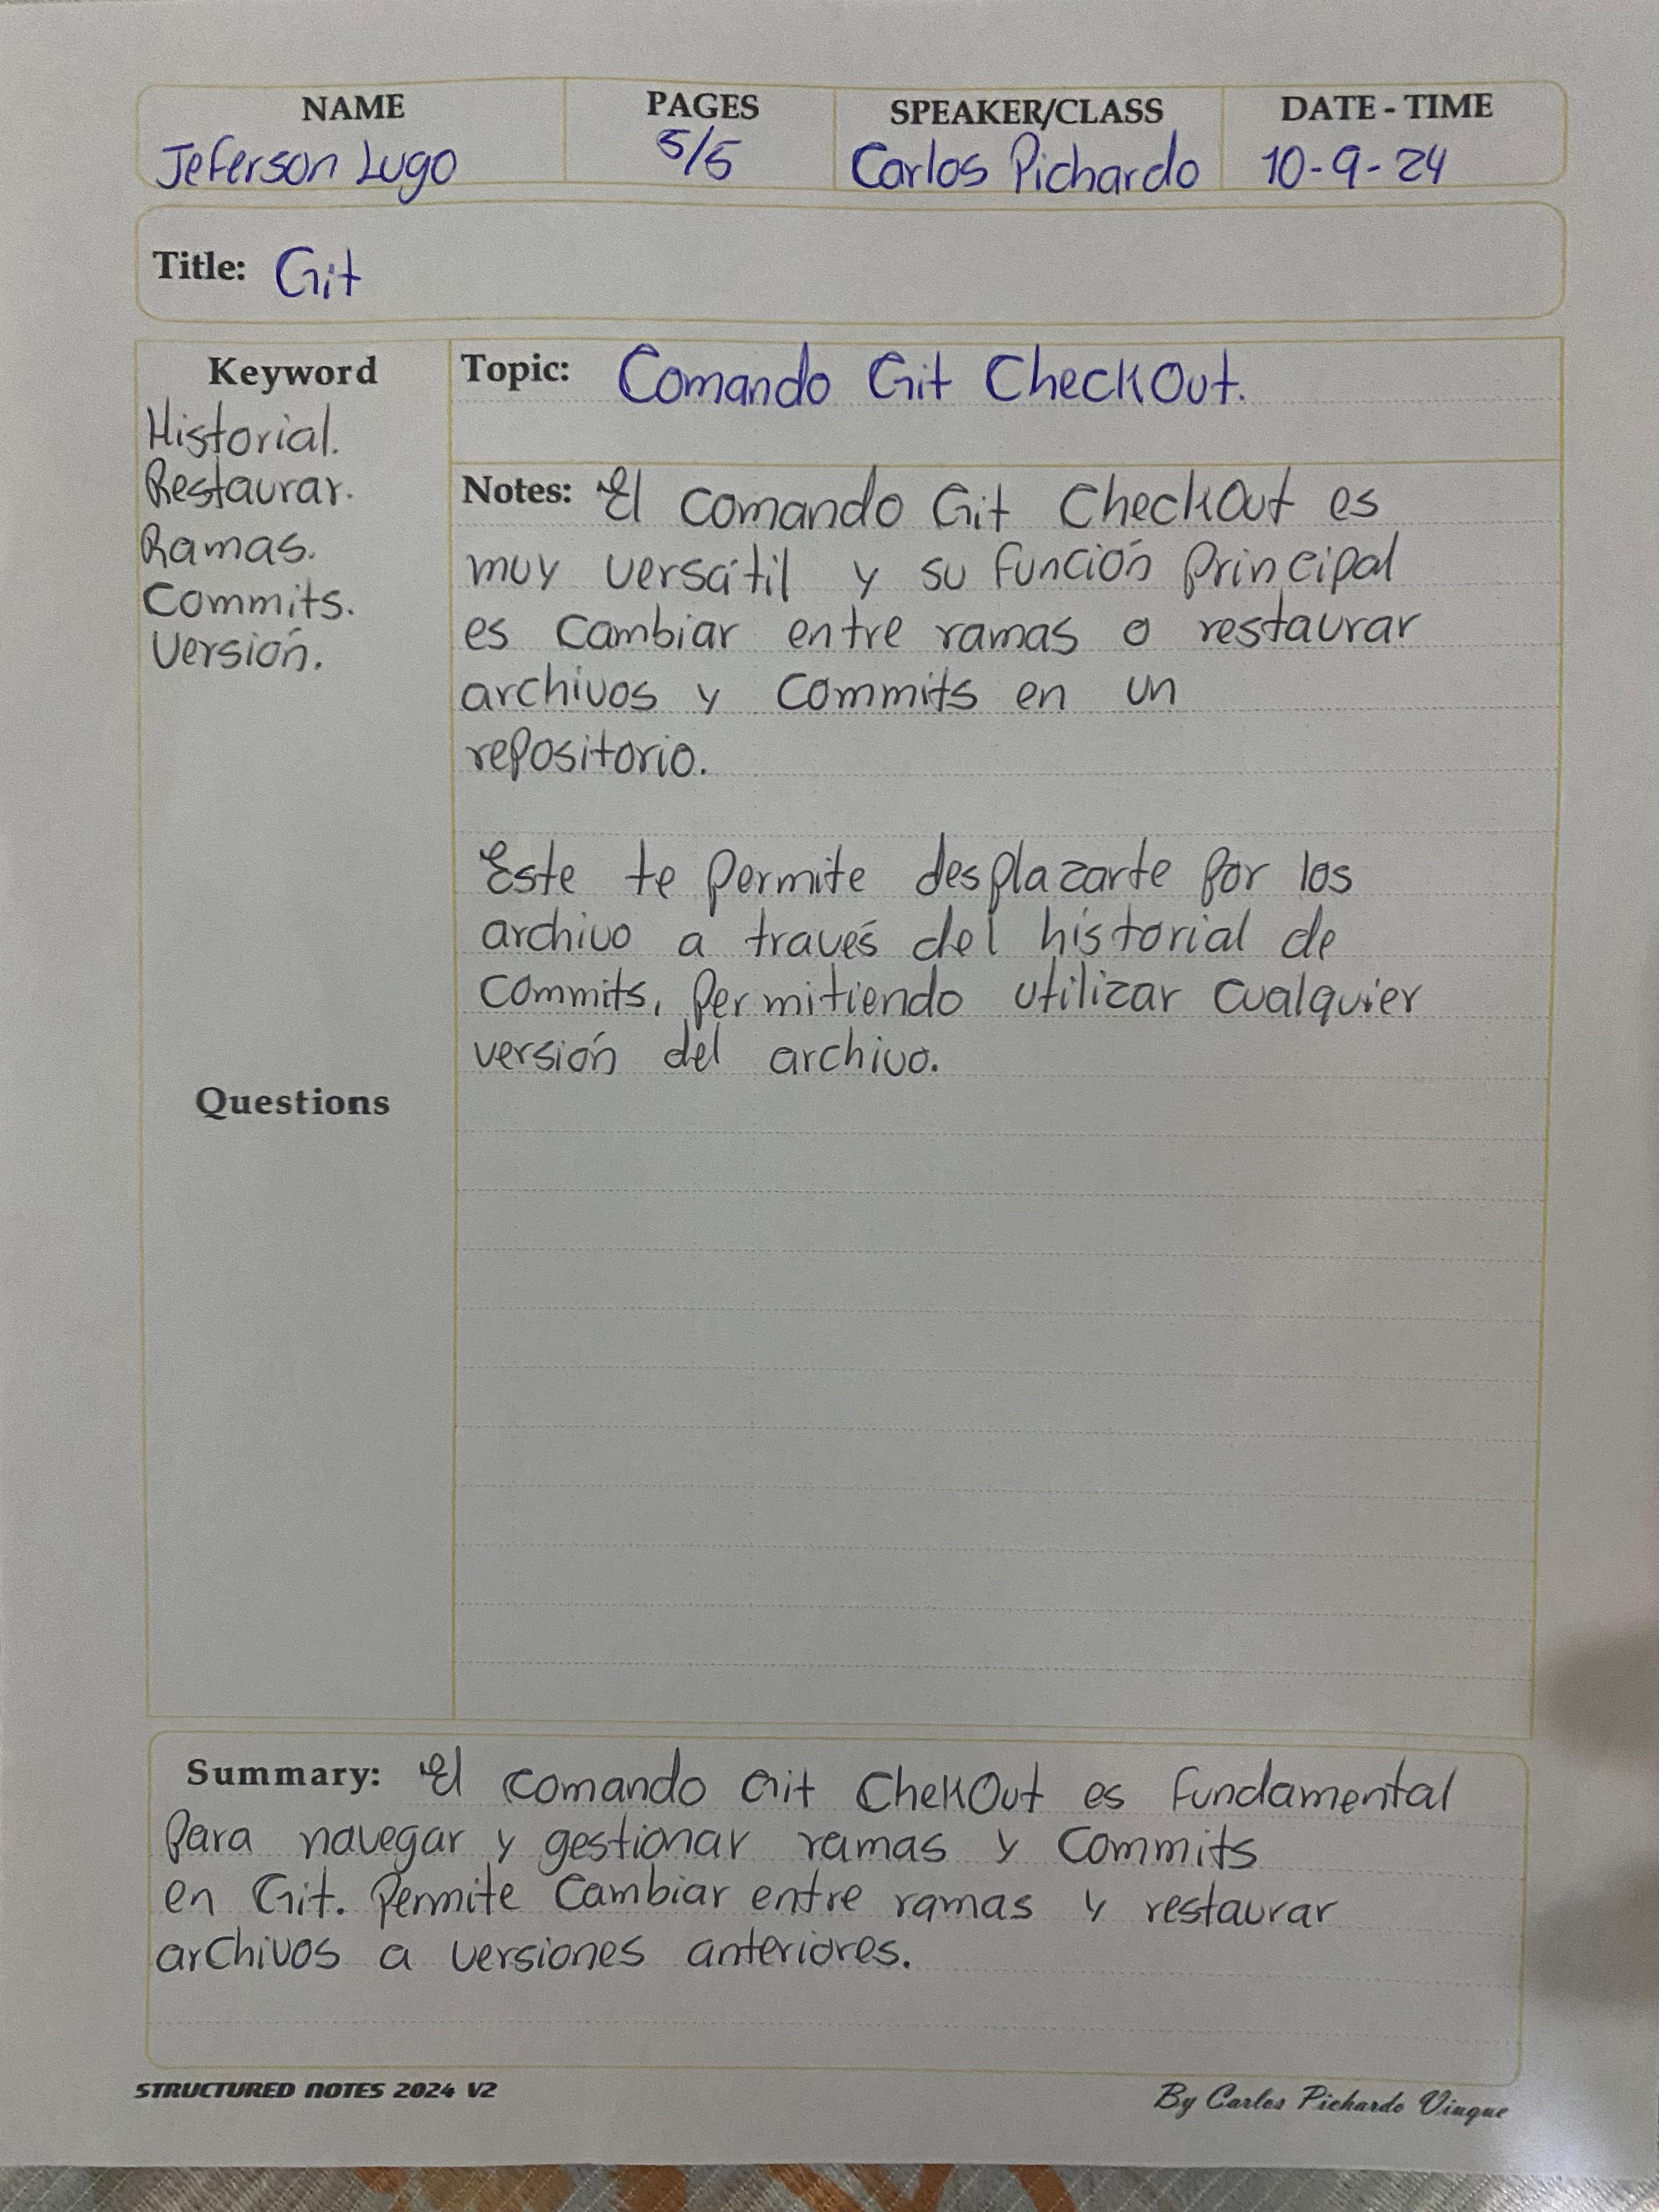 NAME PAGES SPEAKER/CLASS DATE - TIME
Jeferson Lugo 5/5 Carlos Pichardo 10-9-24
Title: Git
Keyword
Historial.
Restaurar.
Ramas.
Commits.
Versión.
Topic: Comando Git CheckOut.
Notes: El comando Git CheckOut es
muy versátil y su función principal
es cambiar entre ramas o restaurar
archivos y commits en un
repositorio.
Este te permite desplazarte por los
archivo a través del historial de
commits, permitiendo utilizar cualquier
versión del archivo.
Questions
Summary: El comando Git ChekOut es fundamental
para navegar y gestionar ramas y commits
en Git. Permite cambiar entre ramas y restaurar
archivos a versiones anteriores.
STRUCTURED NOTES 2024 V2
By Carlos Pichardo Viuque